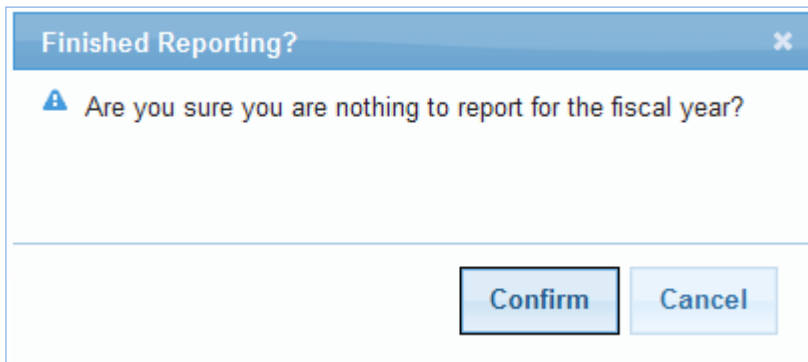 Finished Reporting?
Are you sure you are nothing to report for the fiscal year?
Confirm Cancel